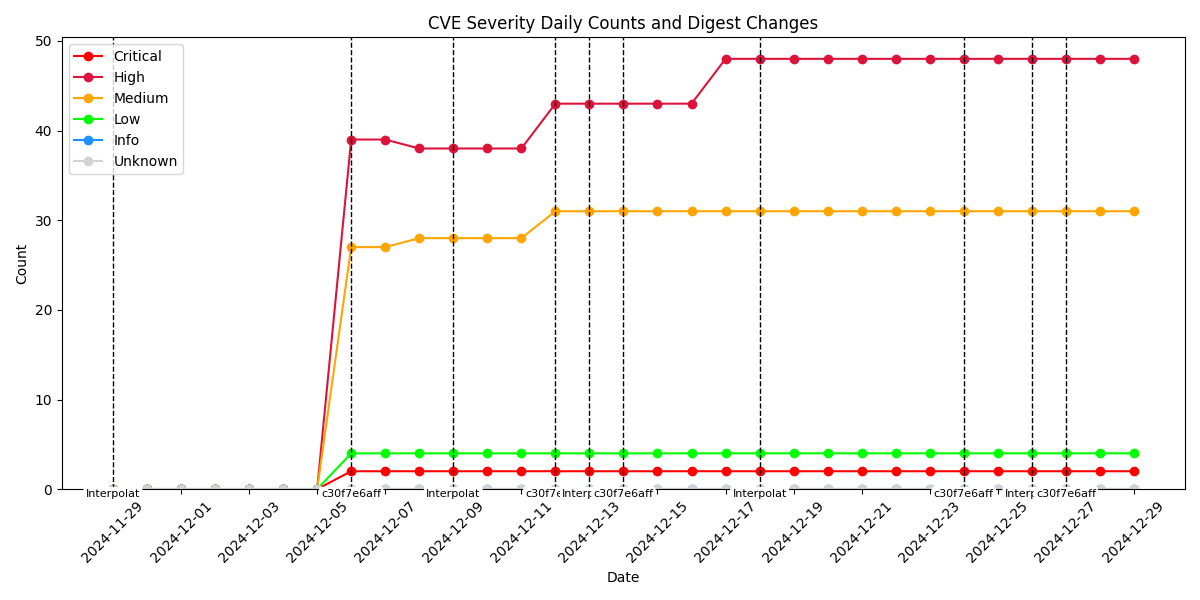 CVE Severity Daily Counts and Digest Changes
50
40
30
20
10
0
Count
Critical
High
Medium
Low
Info
Unknown
Interpolat
c30f7e6aff
Interpolat
c30f7e6aff
Interpolat
c30f7e6aff
2024-11-29
2024-12-01
2024-12-03
2024-12-05
2024-12-07
2024-12-09
2024-12-11
2024-12-13
2024-12-15
2024-12-17
2024-12-19
2024-12-21
2024-12-23
2024-12-25
2024-12-27
2024-12-29
Date